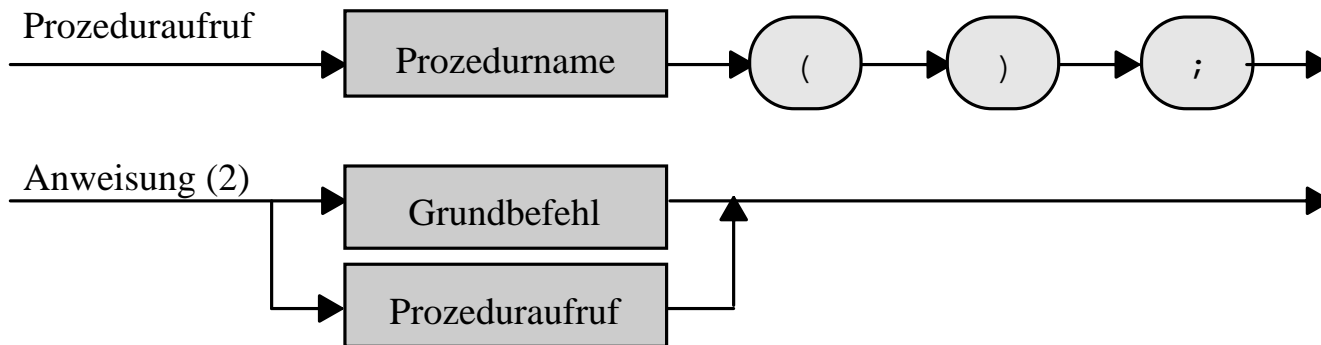 Prozeduraufruf
Prozedurname ( ) ;
Anweisung (2)
Grundbefehl
Prozeduraufruf